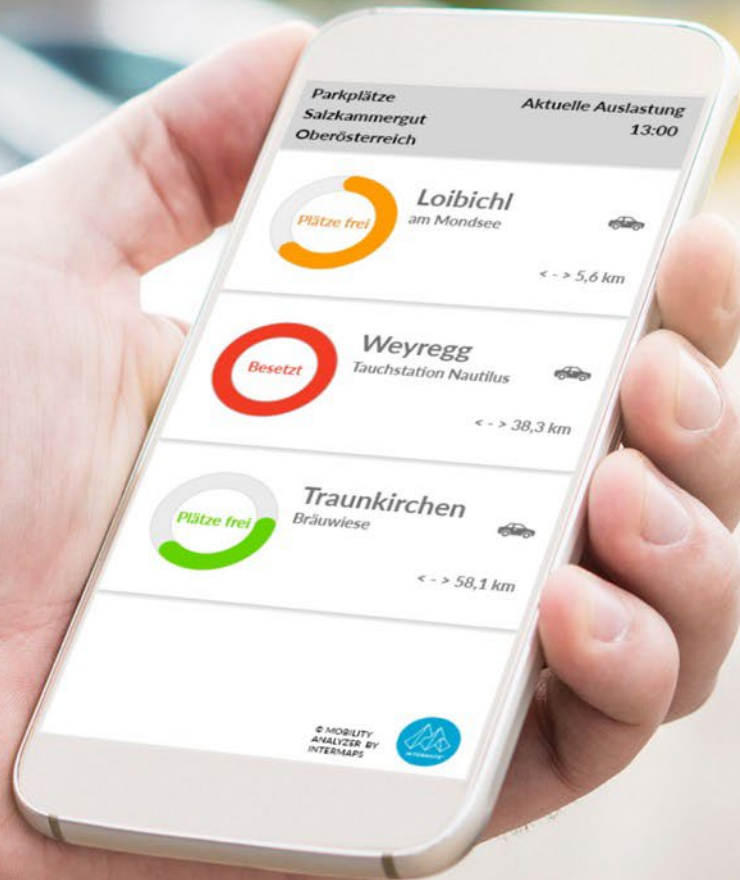 Parkplätze
Salzkammergut
Oberösterreich
Aktuelle Auslastung
13:00
Plätze frei
Loibichl
am Mondsee
< - > 5,6 km
Besetzt
Weyregg
Tauchstation Nautilus
< - > 38,3 km
Plätze frei
Traunkirchen
Bräuwiese
< - > 58,1 km
© MOBILITY
ANALYZER BY
INTERMAPS